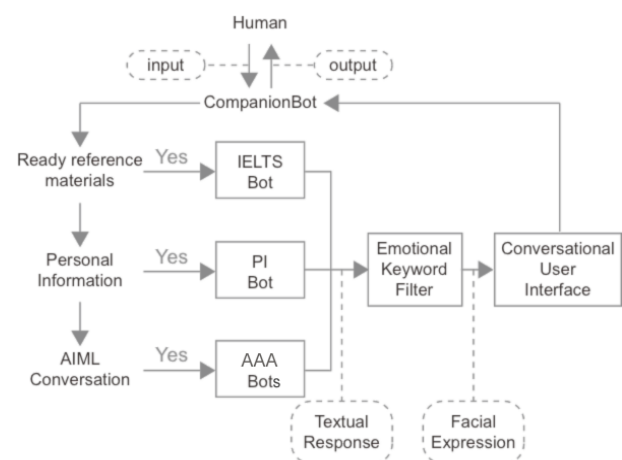 Human
input
output
CompanionBot
Ready reference
materials
Yes
IELTS
Bot
Personal
Information
Yes
PI
Bot
Emotional
Keyword
Filter
Conversational
User
Interface
AIML
Conversation
Yes
AAA
Bots
Textual
Response
Facial
Expression